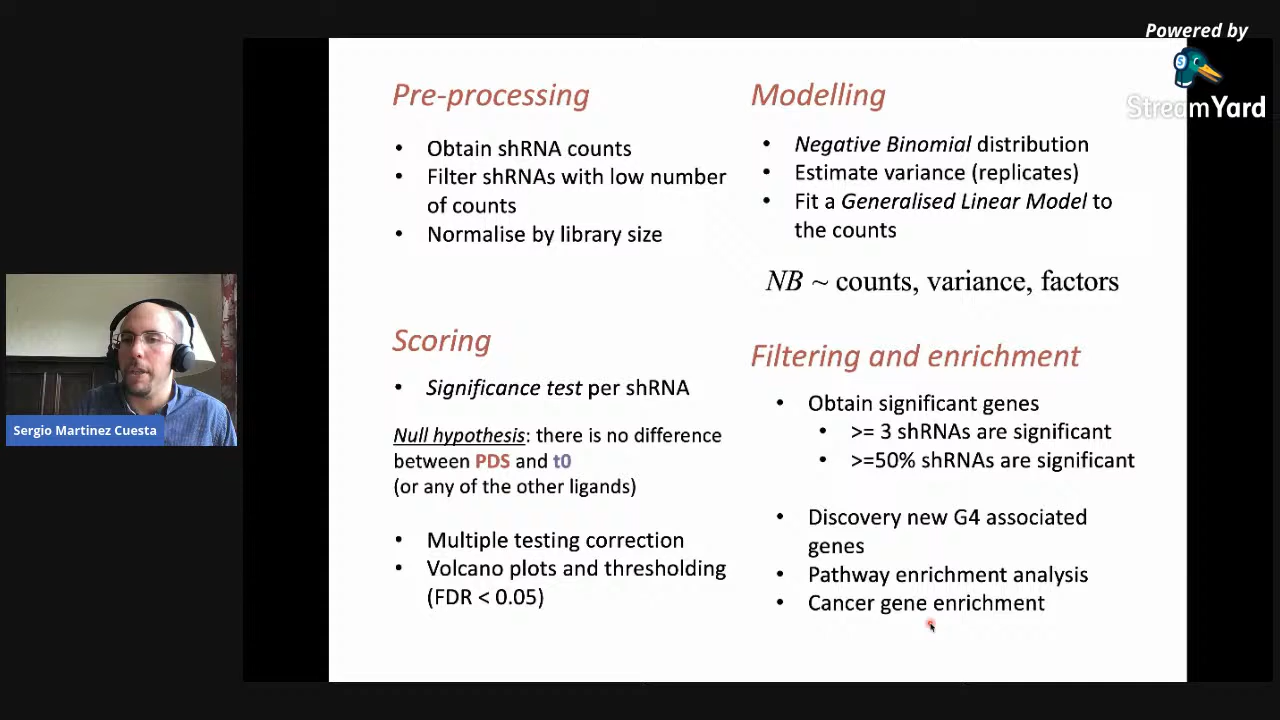 Powered by
StreamYard
Pre-processing
• Obtain shRNA counts
• Filter shRNAs with low number
of counts
• Normalise by library size
Modelling
• Negative Binomial distribution
• Estimate variance (replicates)
• Fit a Generalised Linear Model to
the counts
NB ~ counts, variance, factors
Scoring
• Significance test per shRNA
Null hypothesis: there is no difference
between PDS and t0
(or any of the other ligands)
• Multiple testing correction
• Volcano plots and thresholding
(FDR < 0.05)
Filtering and enrichment
• Obtain significant genes
• >= 3 shRNAs are significant
• >=50% shRNAs are significant
• Discovery new G4 associated
genes
• Pathway enrichment analysis
• Cancer gene enrichment
Sergio Martinez Cuesta